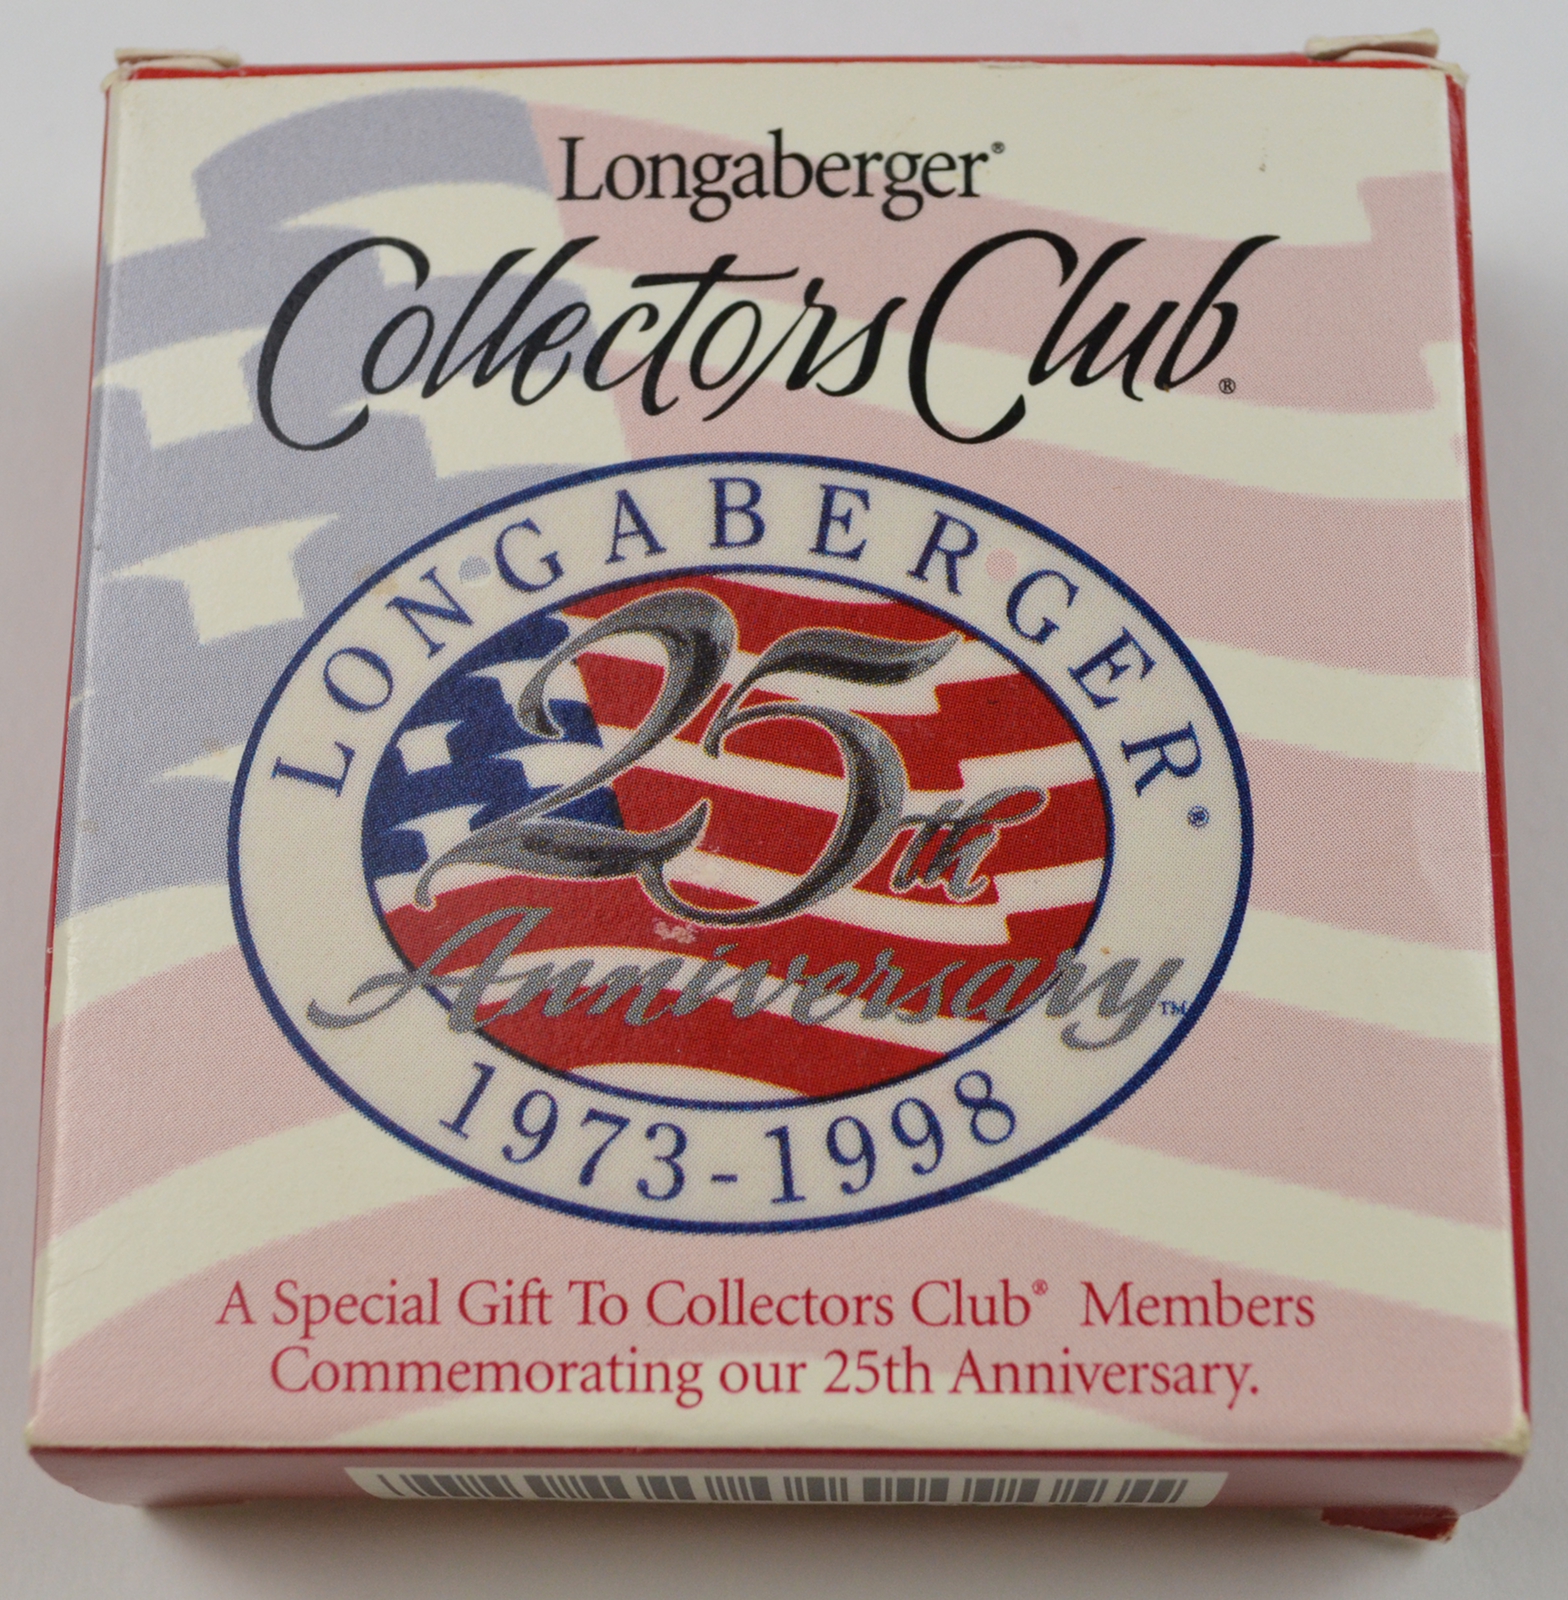 Longaberger®
Collectors Club®
LONGABERGER®
25th
Anniversary™
1973-1998
A Special Gift To Collectors Club® Members
Commemorating our 25th Anniversary.